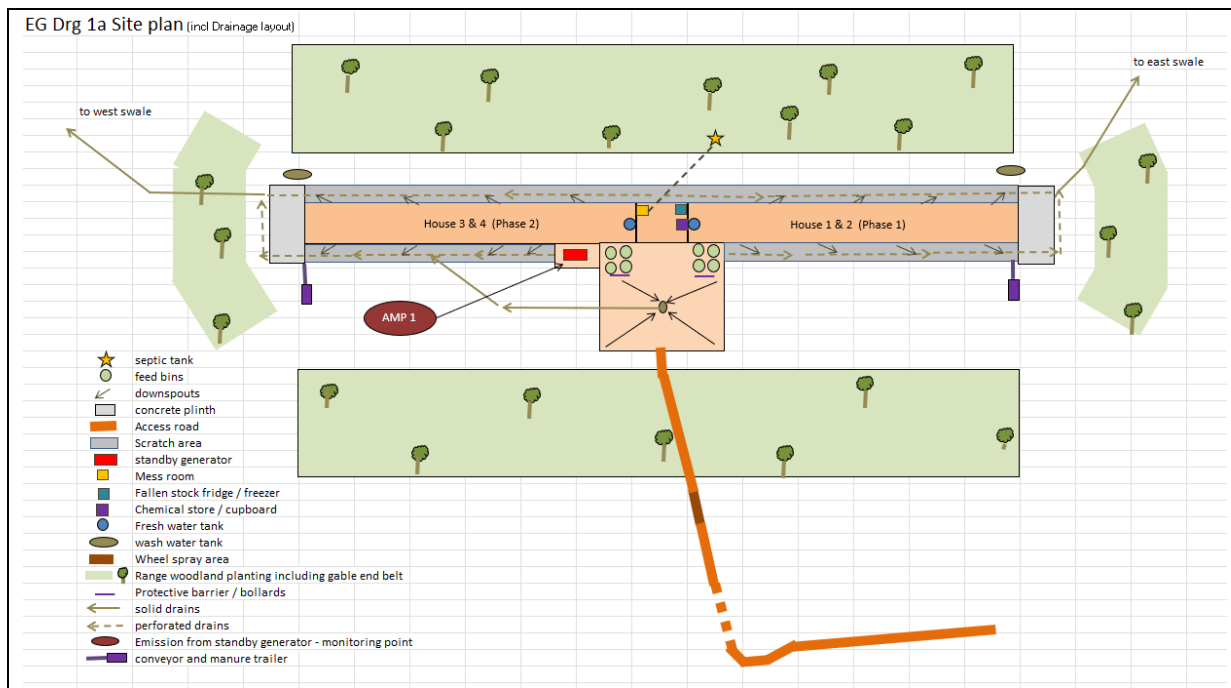 EG Drg 1a Site plan (incl Drainage layout)
to east swale
to west swale
House 3 & 4 (Phase 2)
House 1 & 2 (Phase 1)
AMP 1
septic tank
feed bins
downspouts
concrete plinth
Access road
Scratch area
standby generator
Mess room
Fallen stock fridge / freezer
Chemical store / cupboard
Fresh water tank
wash water tank
Wheel spray area
Range woodland planting including gable end belt
Protective barrier / bollards
solid drains
perforated drains
Emission from standby generator - monitoring point
conveyor and manure trailer